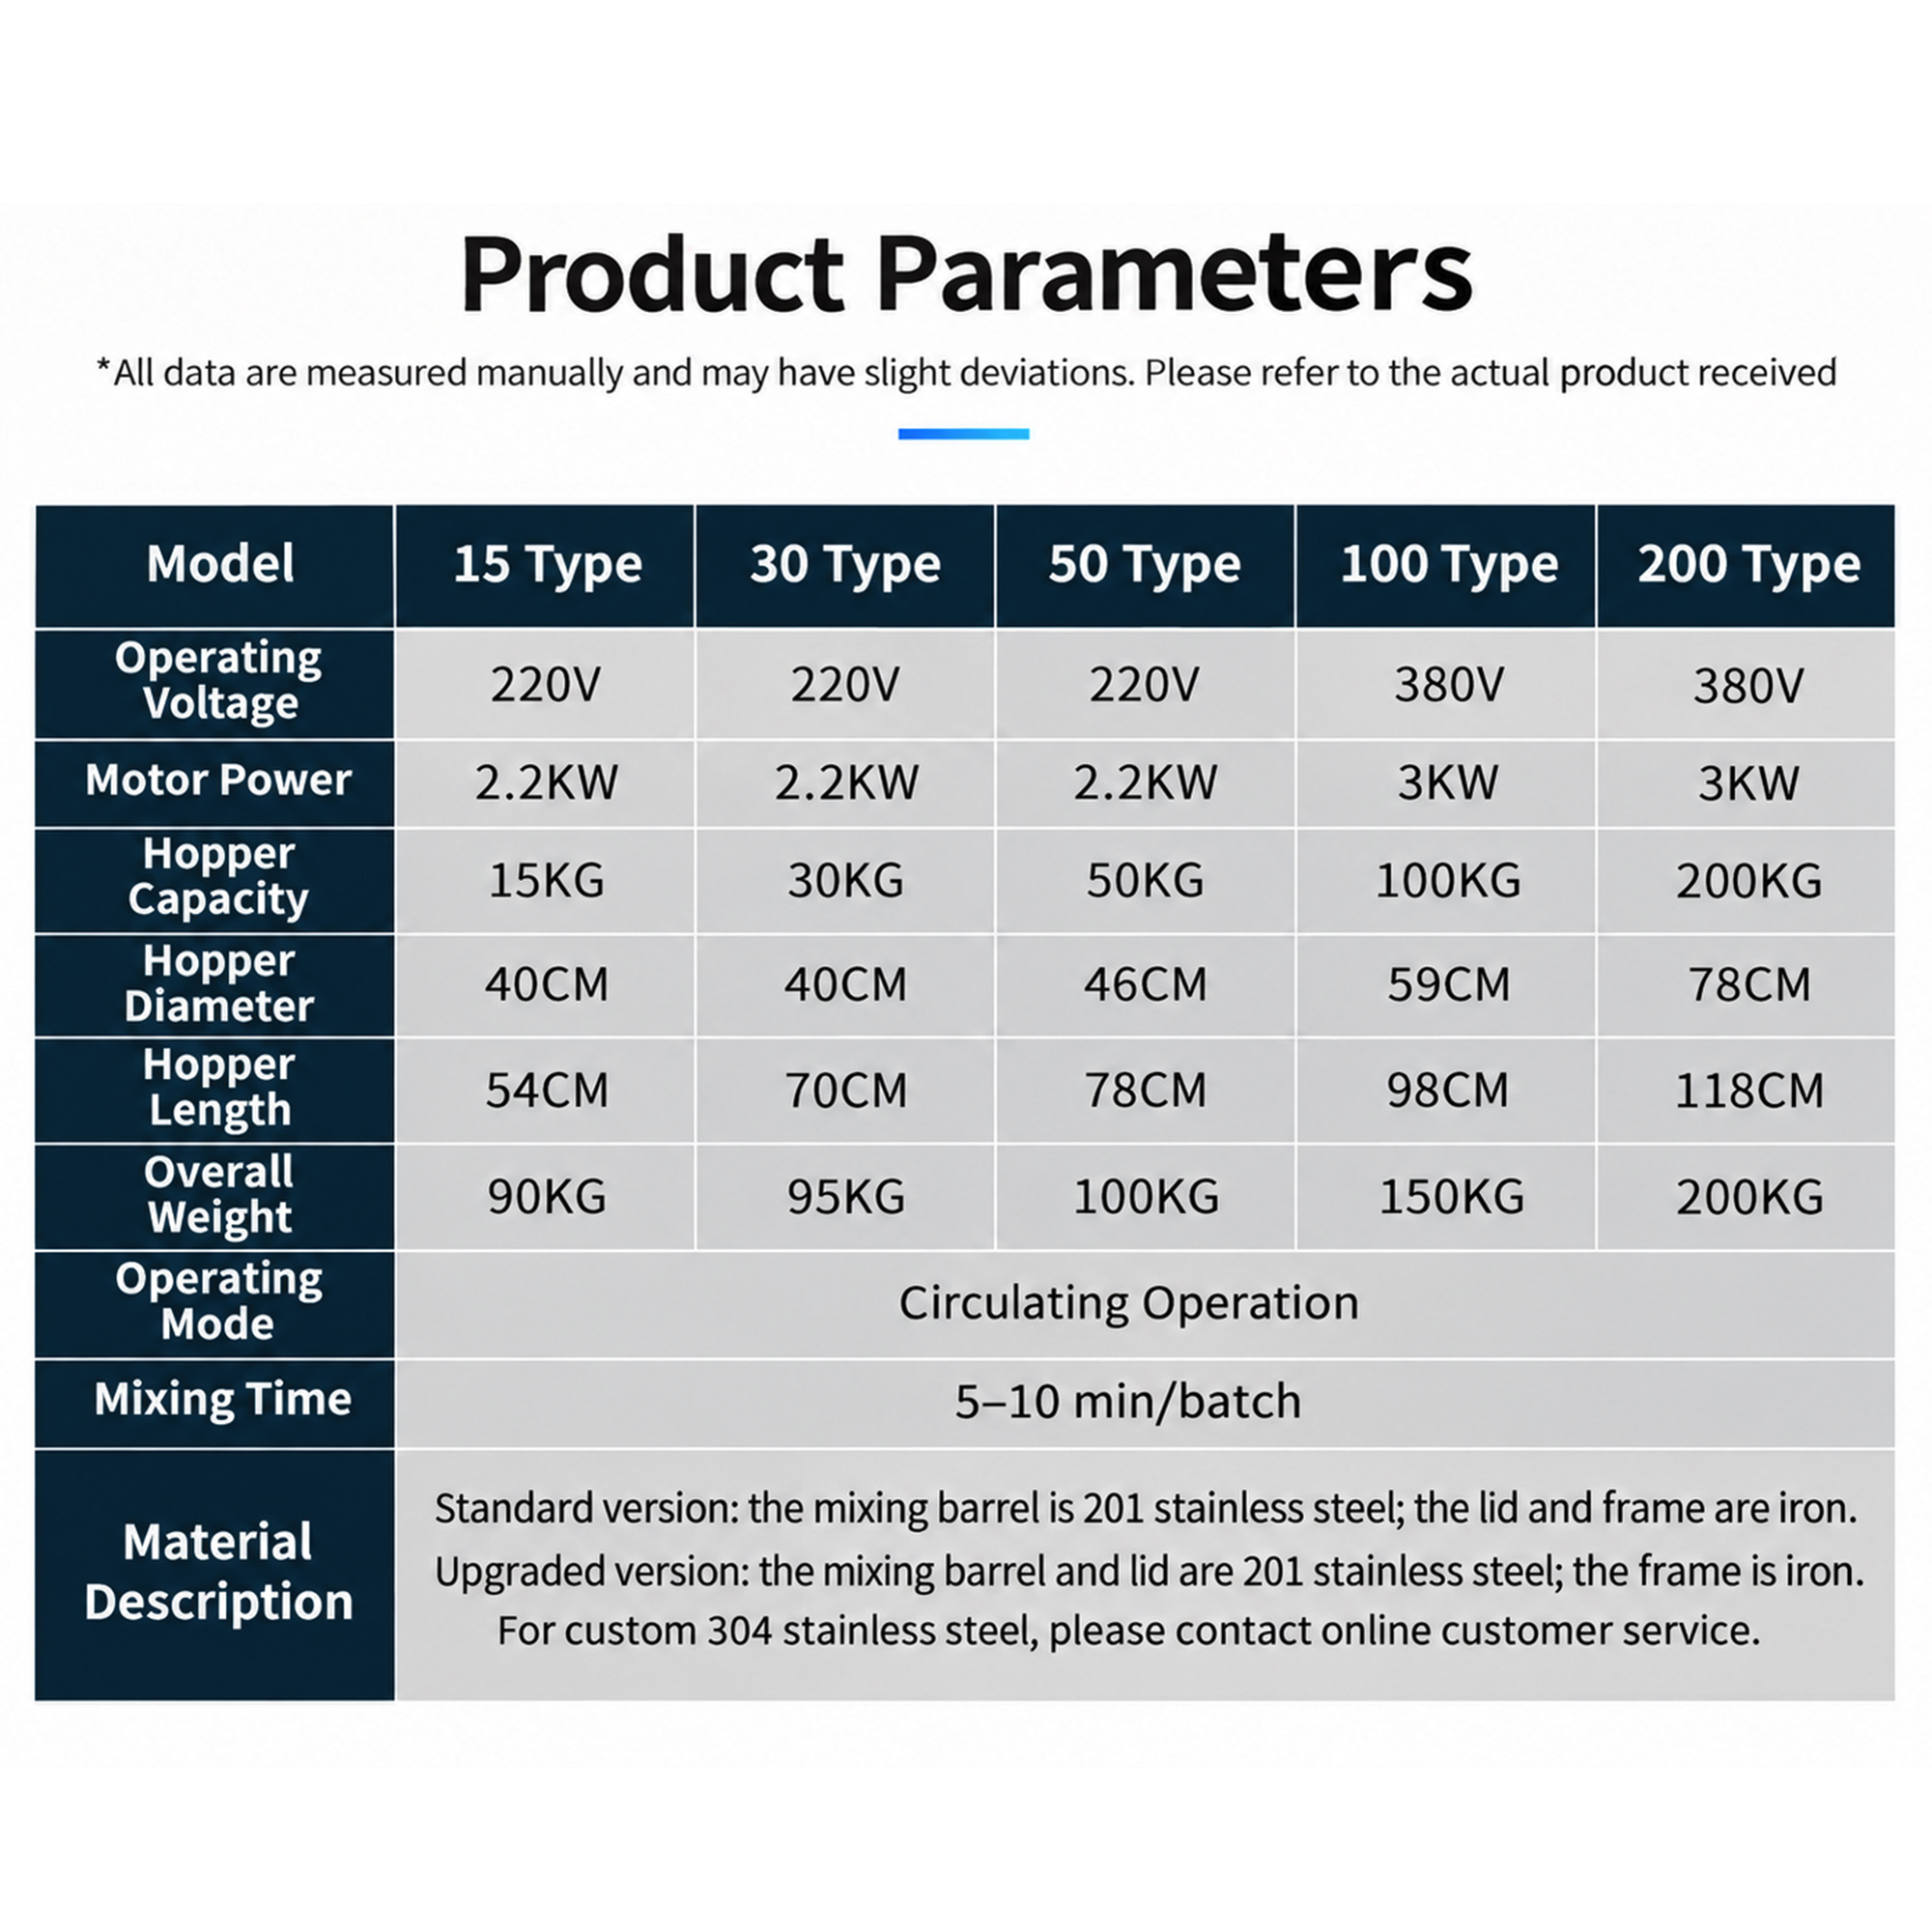 Product Parameters
*All data are measured manually and may have slight deviations. Please refer to the actual product received
Model 15 Type 30 Type 50 Type 100 Type 200 Type
Operating
Voltage 220V 220V 220V 380V 380V
Motor Power 2.2KW 2.2KW 2.2KW 3KW 3KW
Hopper
Capacity 15KG 30KG 50KG 100KG 200KG
Hopper
Diameter 40CM 40CM 46CM 59CM 78CM
Hopper
Length 54CM 70CM 78CM 98CM 118CM
Overall
Weight 90KG 95KG 100KG 150KG 200KG
Operating
Mode Circulating Operation
Mixing Time 5–10 min/batch
Material
Description
Standard version: the mixing barrel is 201 stainless steel; the lid and frame are iron.
Upgraded version: the mixing barrel and lid are 201 stainless steel; the frame is iron.
For custom 304 stainless steel, please contact online customer service.